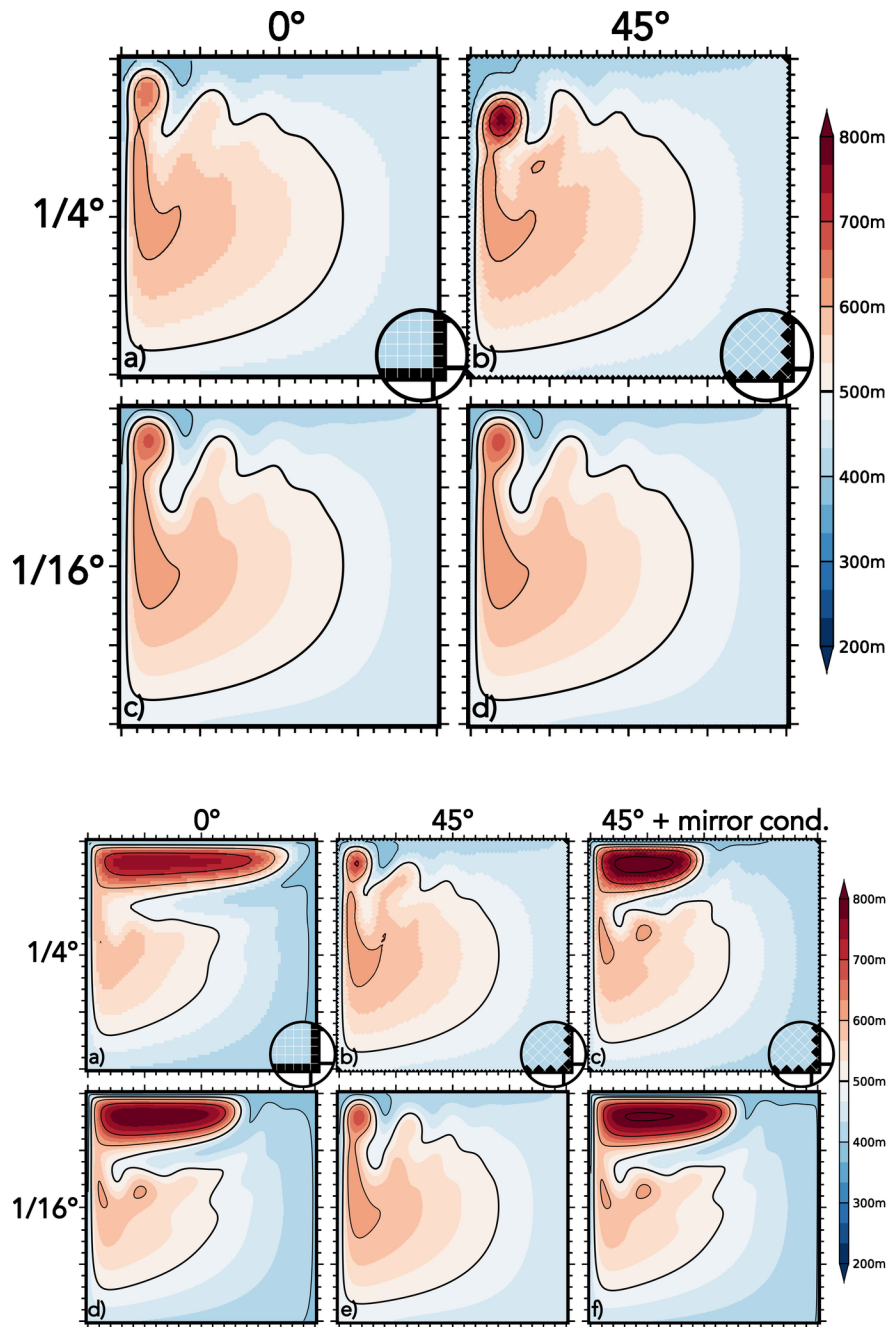 0° 45°
800m
1/4° 700m
600m
a) b)
500m
400m
1/16° 300m
200m
c) d)
0° 45° 45° + mirror cond.
800m
1/4° 700m
600m
a) b) c)
500m
400m
1/16° 300m
200m
d) e) f)